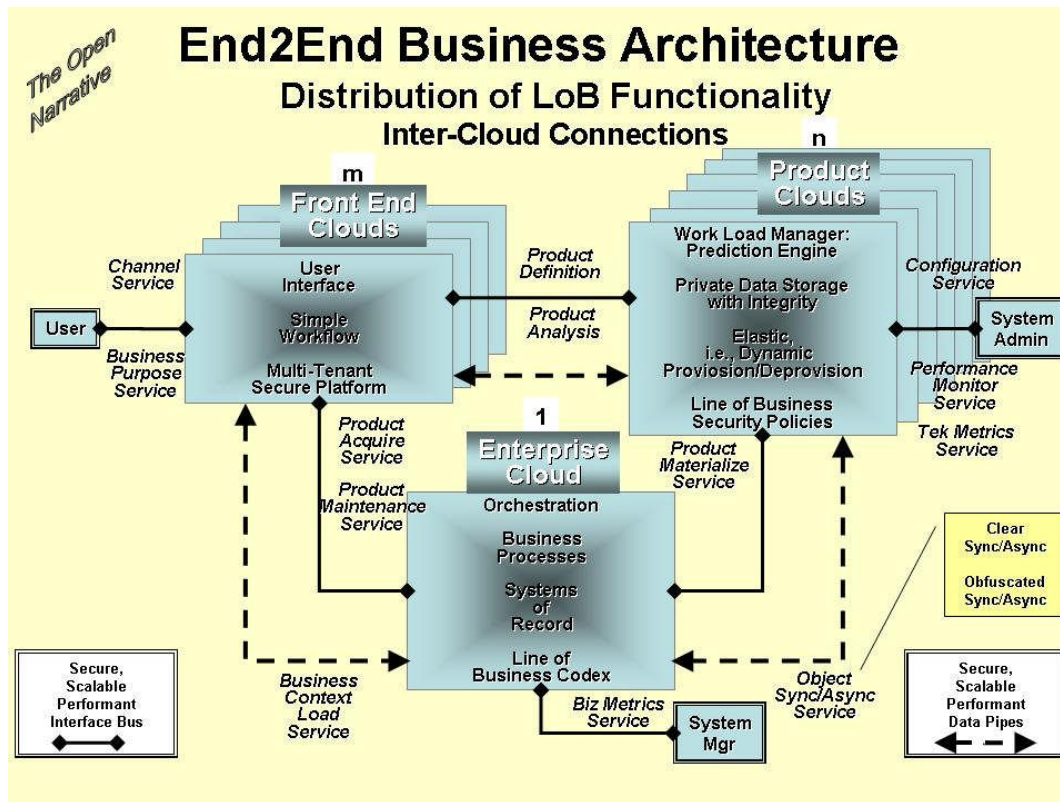 The Open
Narrative
End2End Business Architecture
Distribution of LoB Functionality
Inter-Cloud Connections
m
n
Front End
Clouds
Product
Clouds
Channel
Service
User
Business
Purpose
Service
User
Interface
Simple
Workflow
Multi-Tenant
Secure Platform
Product
Definition
Product
Analysis
Work Load Manager:
Prediction Engine
Private Data Storage
with Integrity
Elastic,
i.e., Dynamic
Proviosion/Deprovision
Line of Business
Security Policies
Configuration
Service
System
Admin
Performance
Monitor
Service
Tek Metrics
Service
1
Enterprise
Cloud
Product
Acquire
Service
Product
Maintenance
Service
Product
Materialize
Service
Orchestration
Business
Processes
Systems
of
Record
Line of
Business Codex
Clear
Sync/Async
Obfuscated
Sync/Async
Secure,
Scalable
Performant
Interface Bus
Business
Context
Load
Service
Biz Metrics
Service
System
Mgr
Object
Sync/Async
Service
Secure,
Scalable
Performant
Data Pipes